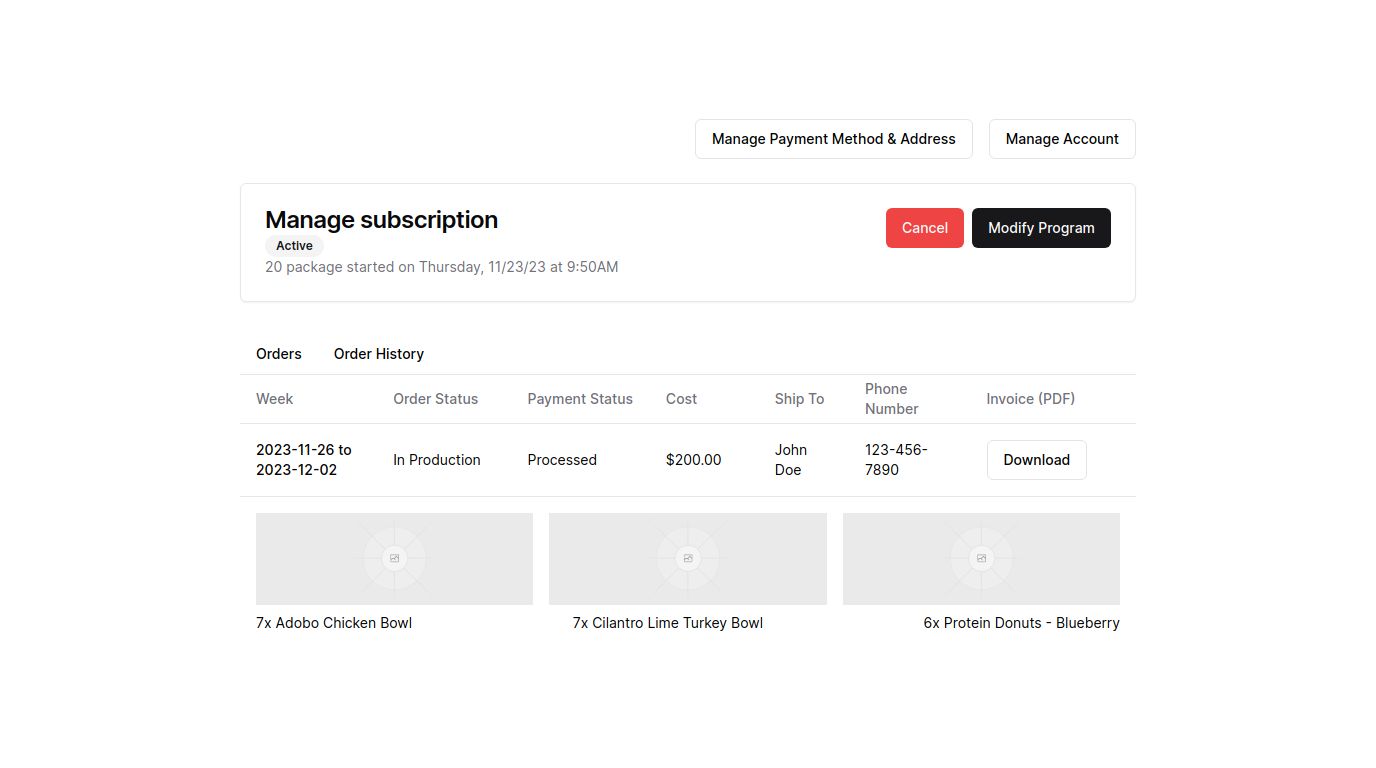 Manage Payment Method & Address
Manage Account
Manage subscription
Active
20 package started on Thursday, 11/23/23 at 9:50AM
Cancel
Modify Program
Orders
Order History
Week
Order Status
Payment Status
Cost
Ship To
Phone
Number
Invoice (PDF)
2023-11-26 to
2023-12-02
In Production
Processed
$200.00
John
Doe
123-456-
7890
Download
7x Adobo Chicken Bowl
7x Cilantro Lime Turkey Bowl
6x Protein Donuts - Blueberry